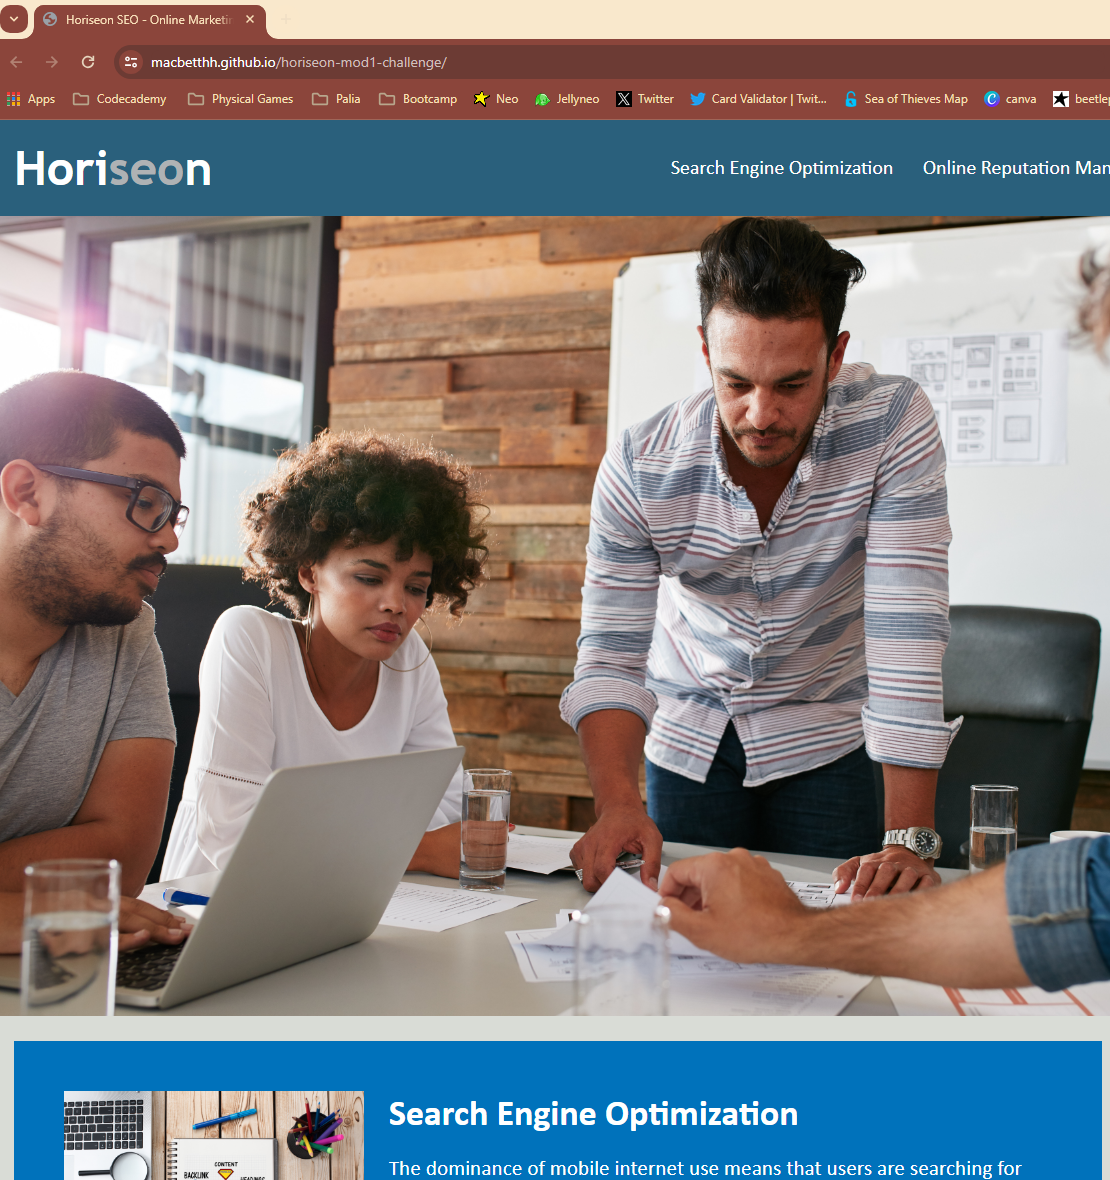 Horiseon SEO - Online Marketin
macbetthh.github.io/horiseon-mod1-challenge/
Apps Codecademy Physical Games Palia Bootcamp Neo Jellyneo Twitter Card Validator | Twit... Sea of Thieves Map canva beetlep
Horiseon Search Engine Optimization Online Reputation Man
Search Engine Optimization
The dominance of mobile internet use means that users are searching for
CONTENT
BACKLINK
HEADINGS